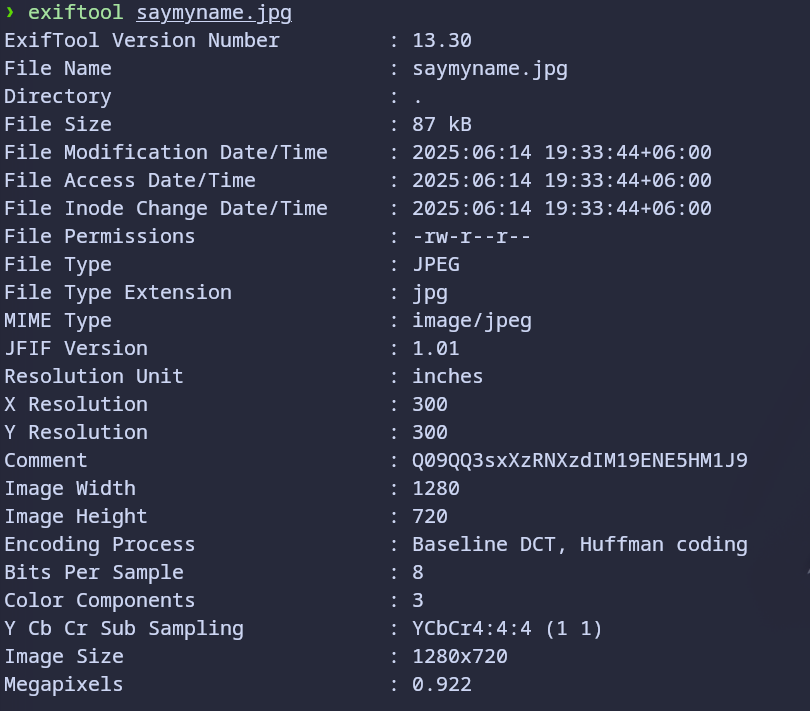 › exiftool saymyname.jpg
ExifTool Version Number : 13.30
File Name : saymyname.jpg
Directory : .
File Size : 87 kB
File Modification Date/Time : 2025:06:14 19:33:44+06:00
File Access Date/Time : 2025:06:14 19:33:44+06:00
File Inode Change Date/Time : 2025:06:14 19:33:44+06:00
File Permissions : -rw-r--r--
File Type : JPEG
File Type Extension : jpg
MIME Type : image/jpeg
JFIF Version : 1.01
Resolution Unit : inches
X Resolution : 300
Y Resolution : 300
Comment : Q09QQ3sxXzRNXzdIM19ENE5HM1J9
Image Width : 1280
Image Height : 720
Encoding Process : Baseline DCT, Huffman coding
Bits Per Sample : 8
Color Components : 3
Y Cb Cr Sub Sampling : YCbCr4:4:4 (1 1)
Image Size : 1280x720
Megapixels : 0.922